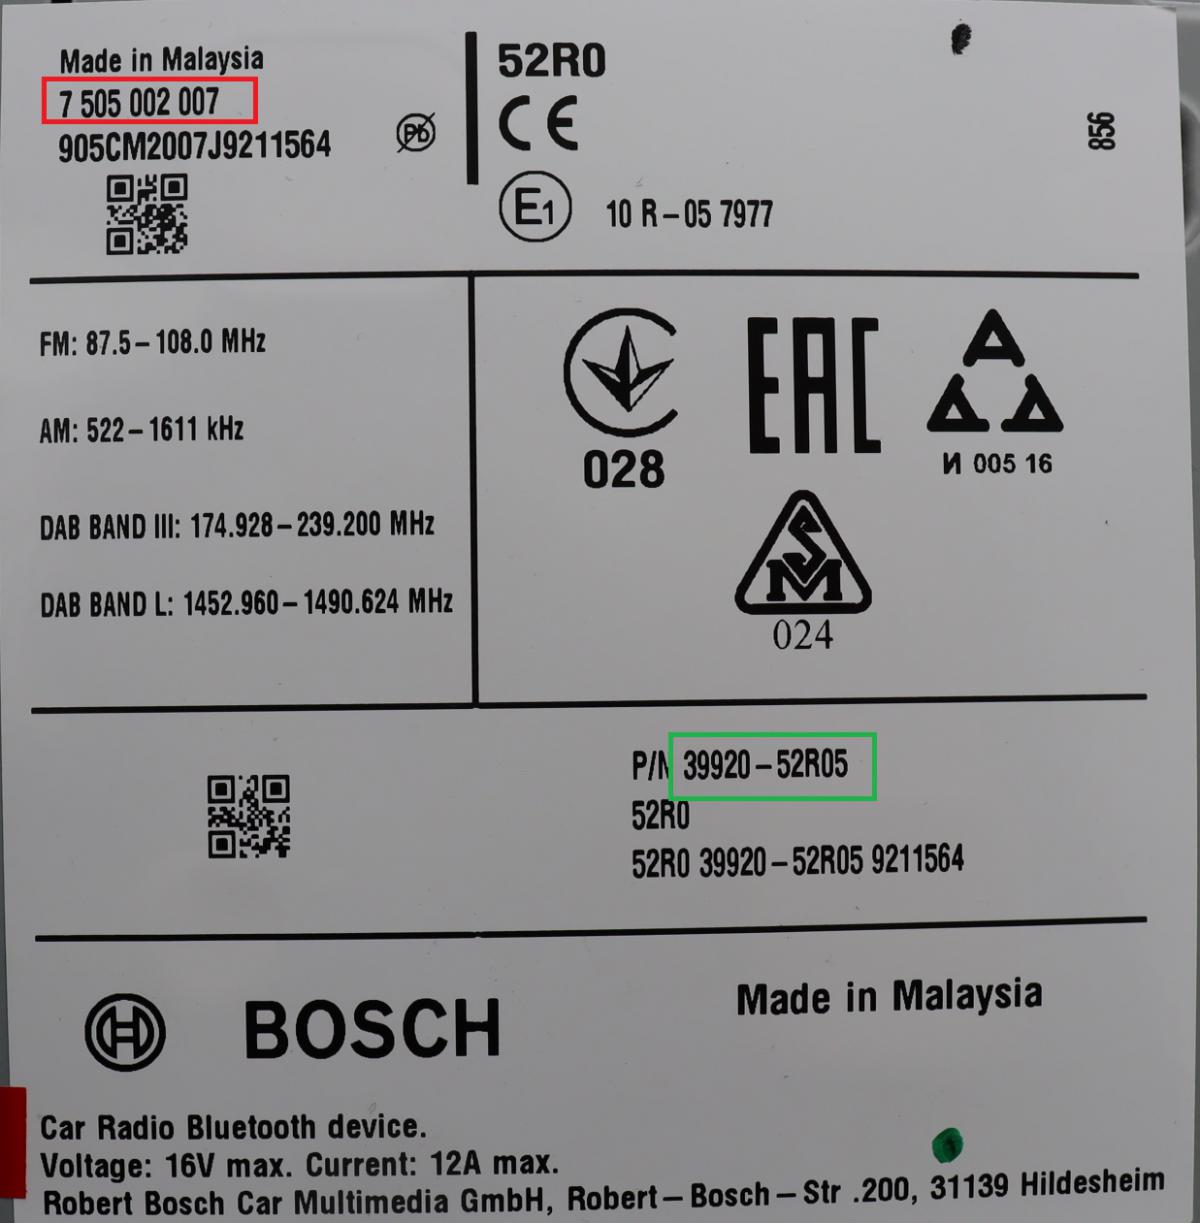 Made in Malaysia
7 505 002 007
905CM2007J9211564
Pb
52R0
CE
E1
10 R-05 7977
856
FM: 87.5-108.0 MHz
AM: 522-1611 kHz
DAB BAND III: 174.928-239.200 MHz
DAB BAND L: 1452.960-1490.624 MHz
028
EAC
A
A A
И 005 16
SM
024
P/N 39920-52R05
52R0
52R0 39920-52R05 9211564
BOSCH
Made in Malaysia
Car Radio Bluetooth device.
Voltage: 16V max. Current: 12A max.
Robert Bosch Car Multimedia GmbH, Robert-Bosch-Str .200, 31139 Hildesheim